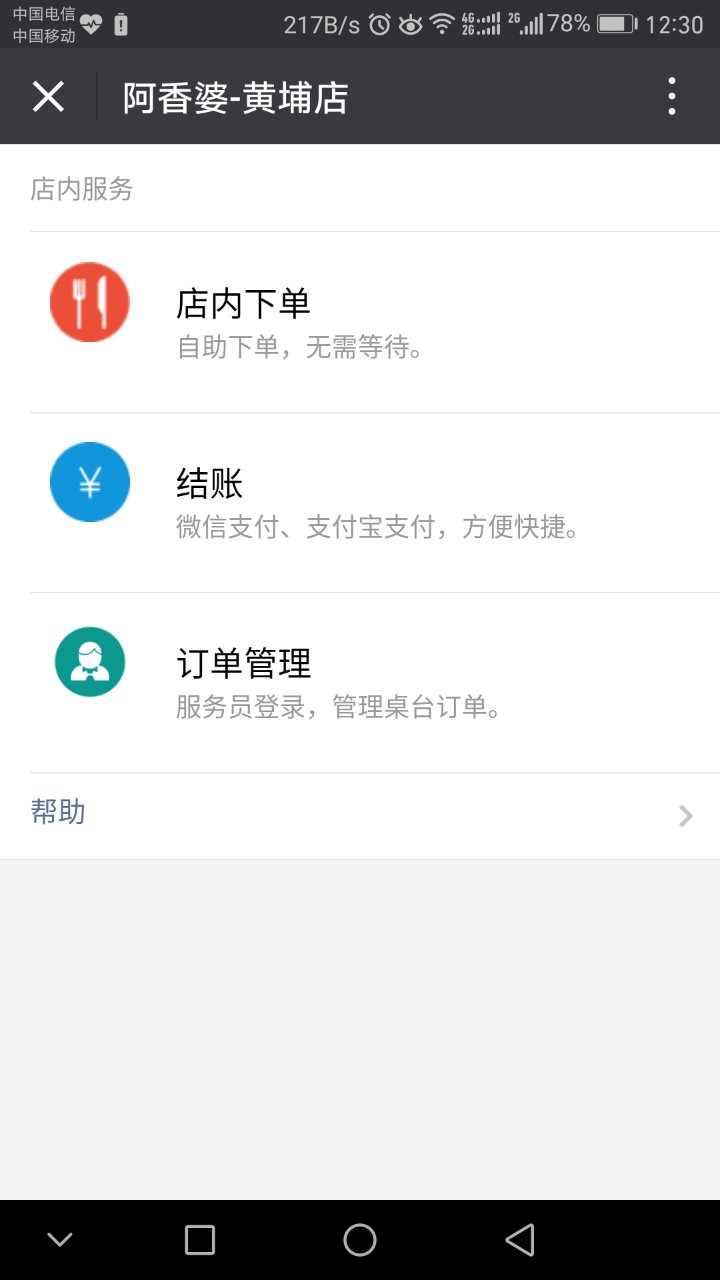 中国电信
中国移动
217B/s 4G 2G 2G 78% 12:30
阿香婆-黄埔店
店内服务
店内下单
自助下单，无需等待。
¥
结账
微信支付、支付宝支付，方便快捷。
订单管理
服务员登录，管理桌台订单。
帮助